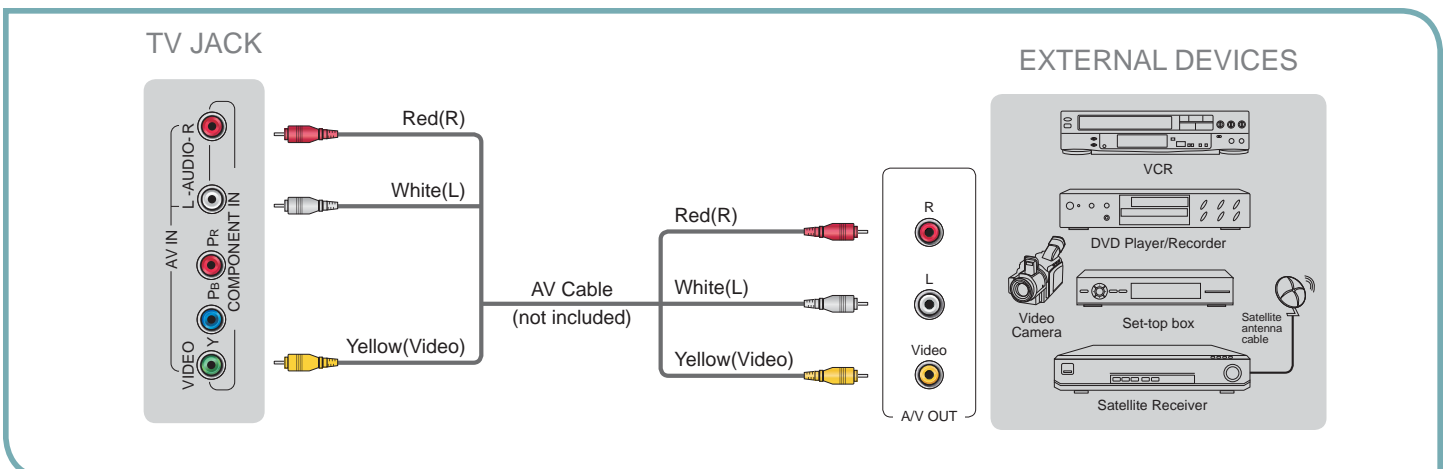 TV JACK
EXTERNAL DEVICES
AV IN
L -AUDIO- R
COMPONENT IN
VIDEO
Y
PB
PR
Red(R)
White(L)
Yellow(Video)
AV Cable
(not included)
Red(R)
White(L)
Yellow(Video)
R
L
Video
A/V OUT
VCR
DVD Player/Recorder
Video
Camera
Set-top box
Satellite
antenna
cable
Satellite Receiver